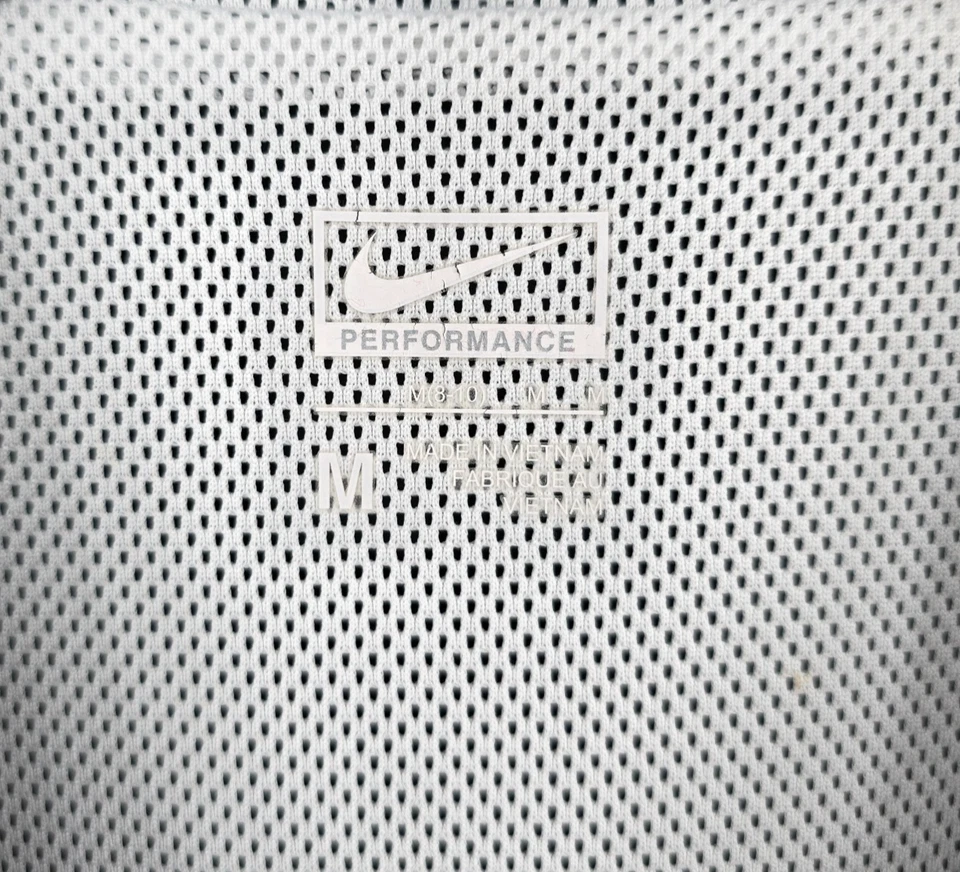 PERFORMANCE
M(8-10) M M
M
MADE IN VIETNAM
FABRIQUE AU
VIETNAM